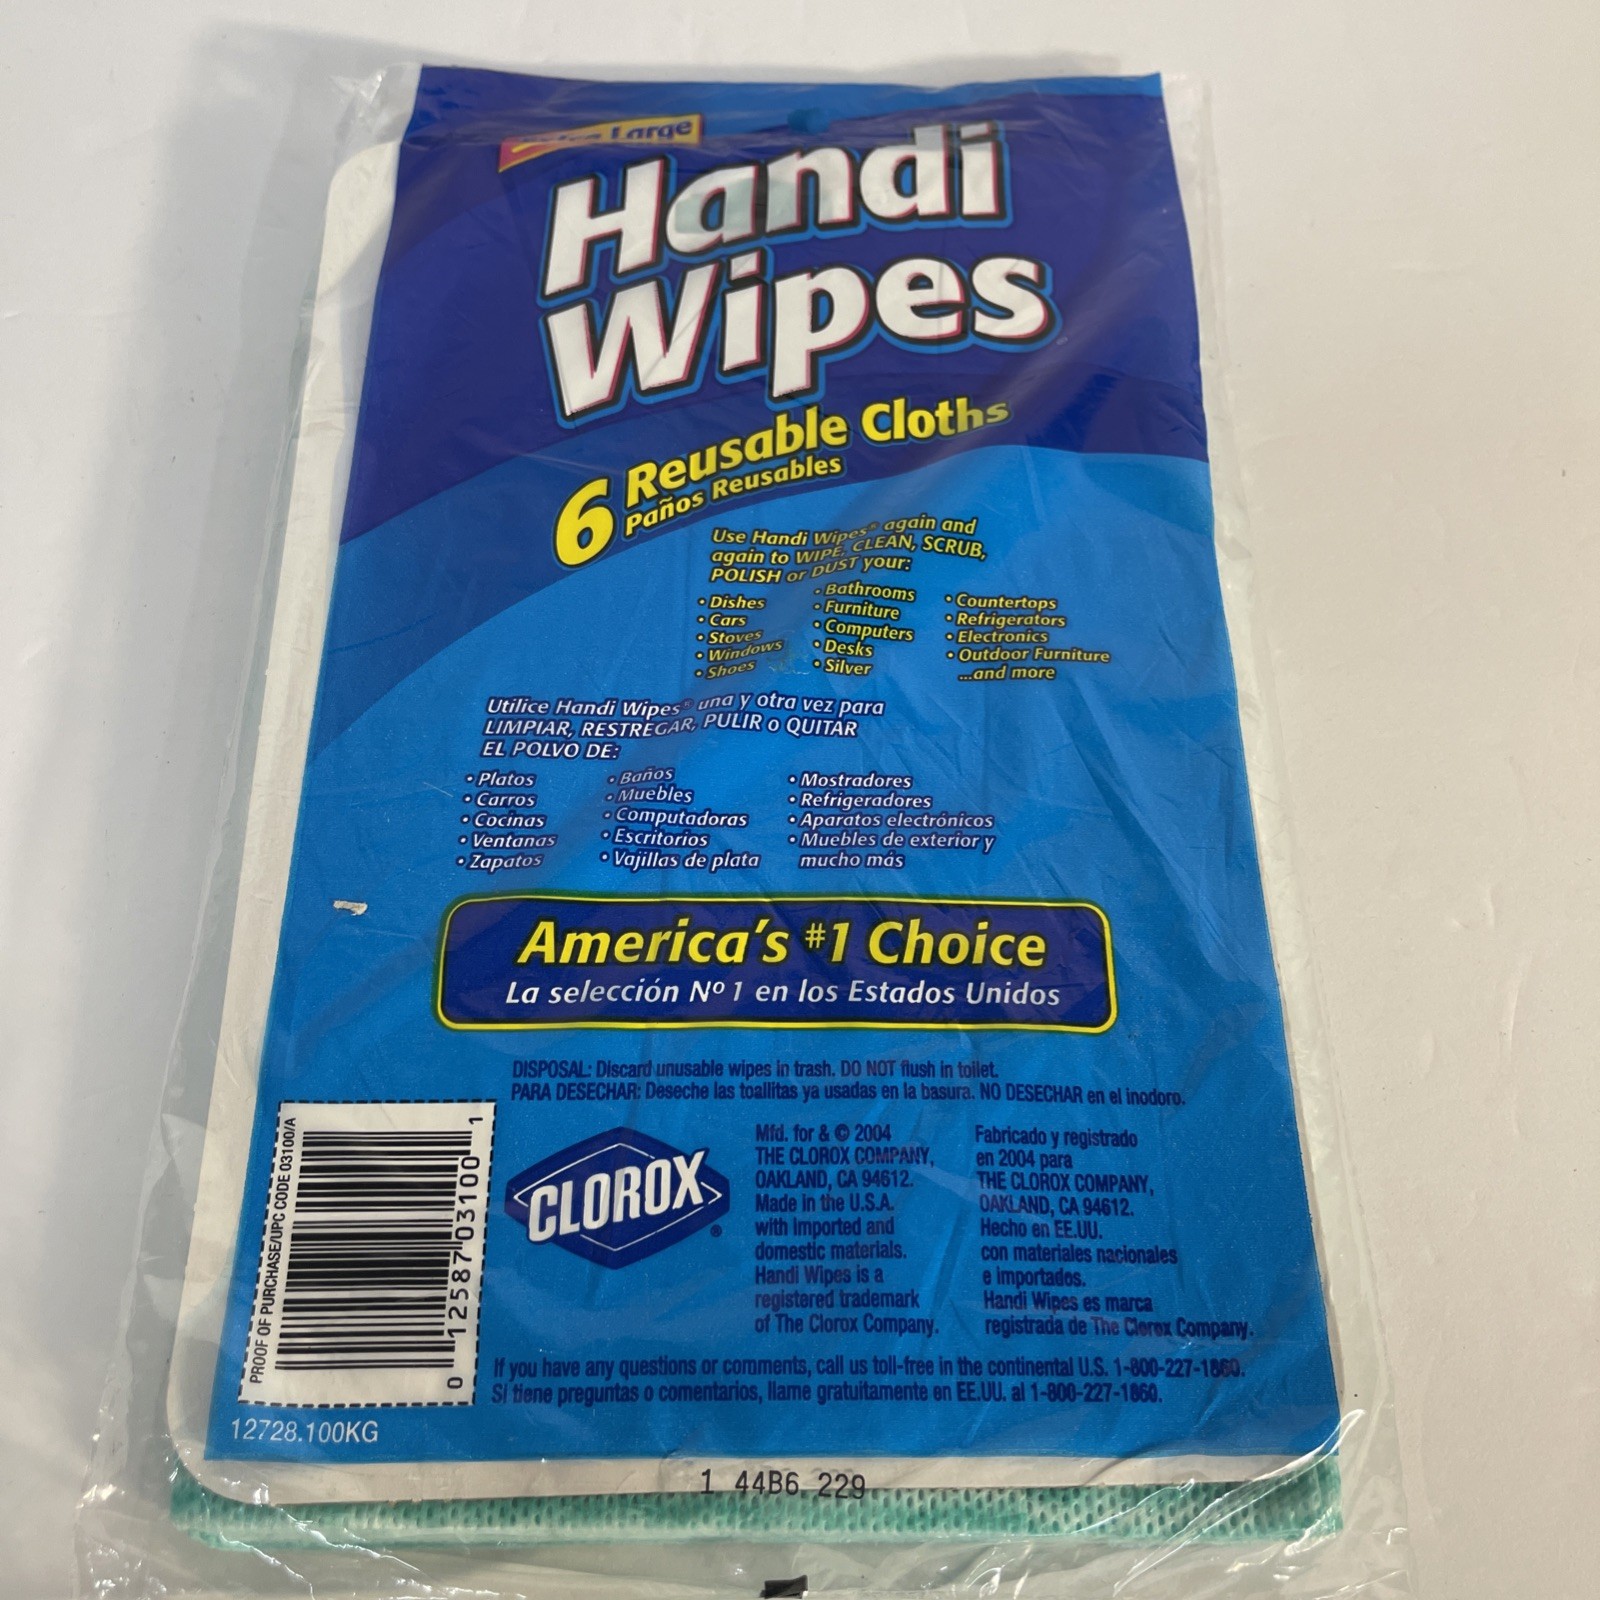 Extra Large
Handi
Wipes
6 Reusable Cloths
Paños Reusables
Use Handi Wipes® again and
again to WIPE, CLEAN, SCRUB,
POLISH or DUST your:
• Dishes
• Cars
• Stoves
• Windows
• Shoes
• Bathrooms
• Furniture
• Computers
• Desks
• Silver
• Countertops
• Refrigerators
• Electronics
• Outdoor Furniture
...and more
Utilice Handi Wipes® una y otra vez para
LIMPIAR, RESTREGAR, PULIR o QUITAR
EL POLVO DE:
• Platos
• Carros
• Cocinas
• Ventanas
• Zapatos
• Baños
• Muebles
• Computadoras
• Escritorios
• Vajillas de plata
• Mostradores
• Refrigeradores
• Aparatos electrónicos
• Muebles de exterior y
mucho más
America's #1 Choice
La selección Nº 1 en los Estados Unidos
DISPOSAL: Discard unusable wipes in trash. DO NOT flush in toilet.
PARA DESECHAR: Deseche las toallitas ya usadas en la basura. NO DESECHAR en el inodoro.
PROOF OF PURCHASE/UPC CODE 03100/A
0 12587 03100 1
CLOROX®
Mfd. for & © 2004
THE CLOROX COMPANY,
OAKLAND, CA 94612.
Made in the U.S.A.
with imported and
domestic materials.
Handi Wipes is a
registered trademark
of The Clorox Company.
Fabricado y registrado
en 2004 para
THE CLOROX COMPANY,
OAKLAND, CA 94612.
Hecho en EE.UU.
con materiales nacionales
e importados.
Handi Wipes es marca
registrada de The Clorox Company.
If you have any questions or comments, call us toll-free in the continental U.S. 1-800-227-1860.
Si tiene preguntas o comentarios, llame gratuitamente en EE.UU. al 1-800-227-1860.
12728.100KG
1 44B6 229